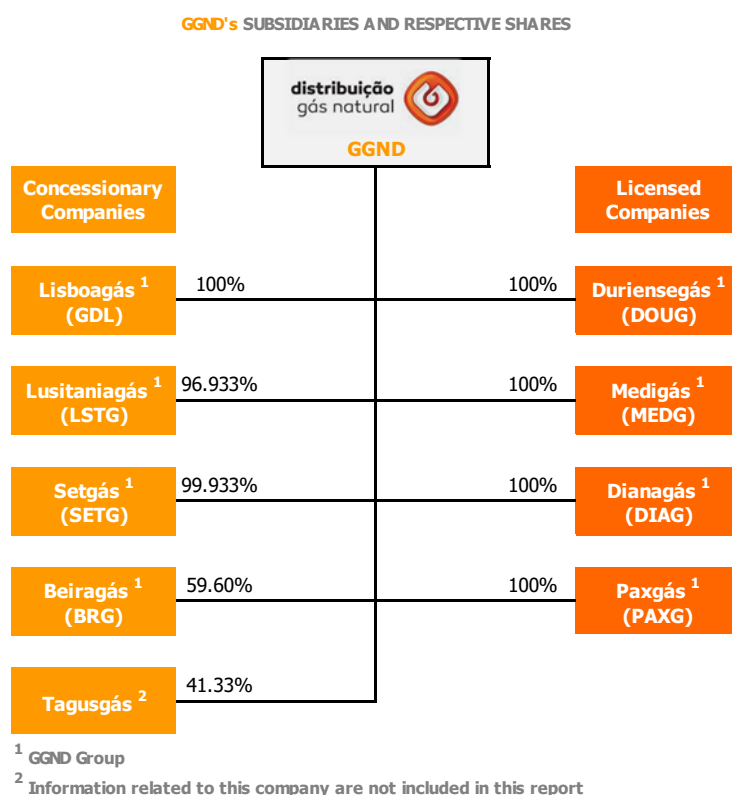 GGND's SUBSIDIARIES AND RESPECTIVE SHARES
distribuição
gás natural
GGND
Concessionary
Companies
Licensed
Companies
Lisboagás ¹
(GDL)
100%
100%
Duriensegás ¹
(DOUG)
Lusitaniagás ¹
(LSTG)
96.933%
100%
Medigás ¹
(MEDG)
Setgás ¹
(SETG)
99.933%
100%
Dianagás ¹
(DIAG)
Beiragás ¹
(BRG)
59.60%
100%
Paxgás ¹
(PAXG)
Tagusgás ²
41.33%
¹ GGND Group
² Information related to this company are not included in this report